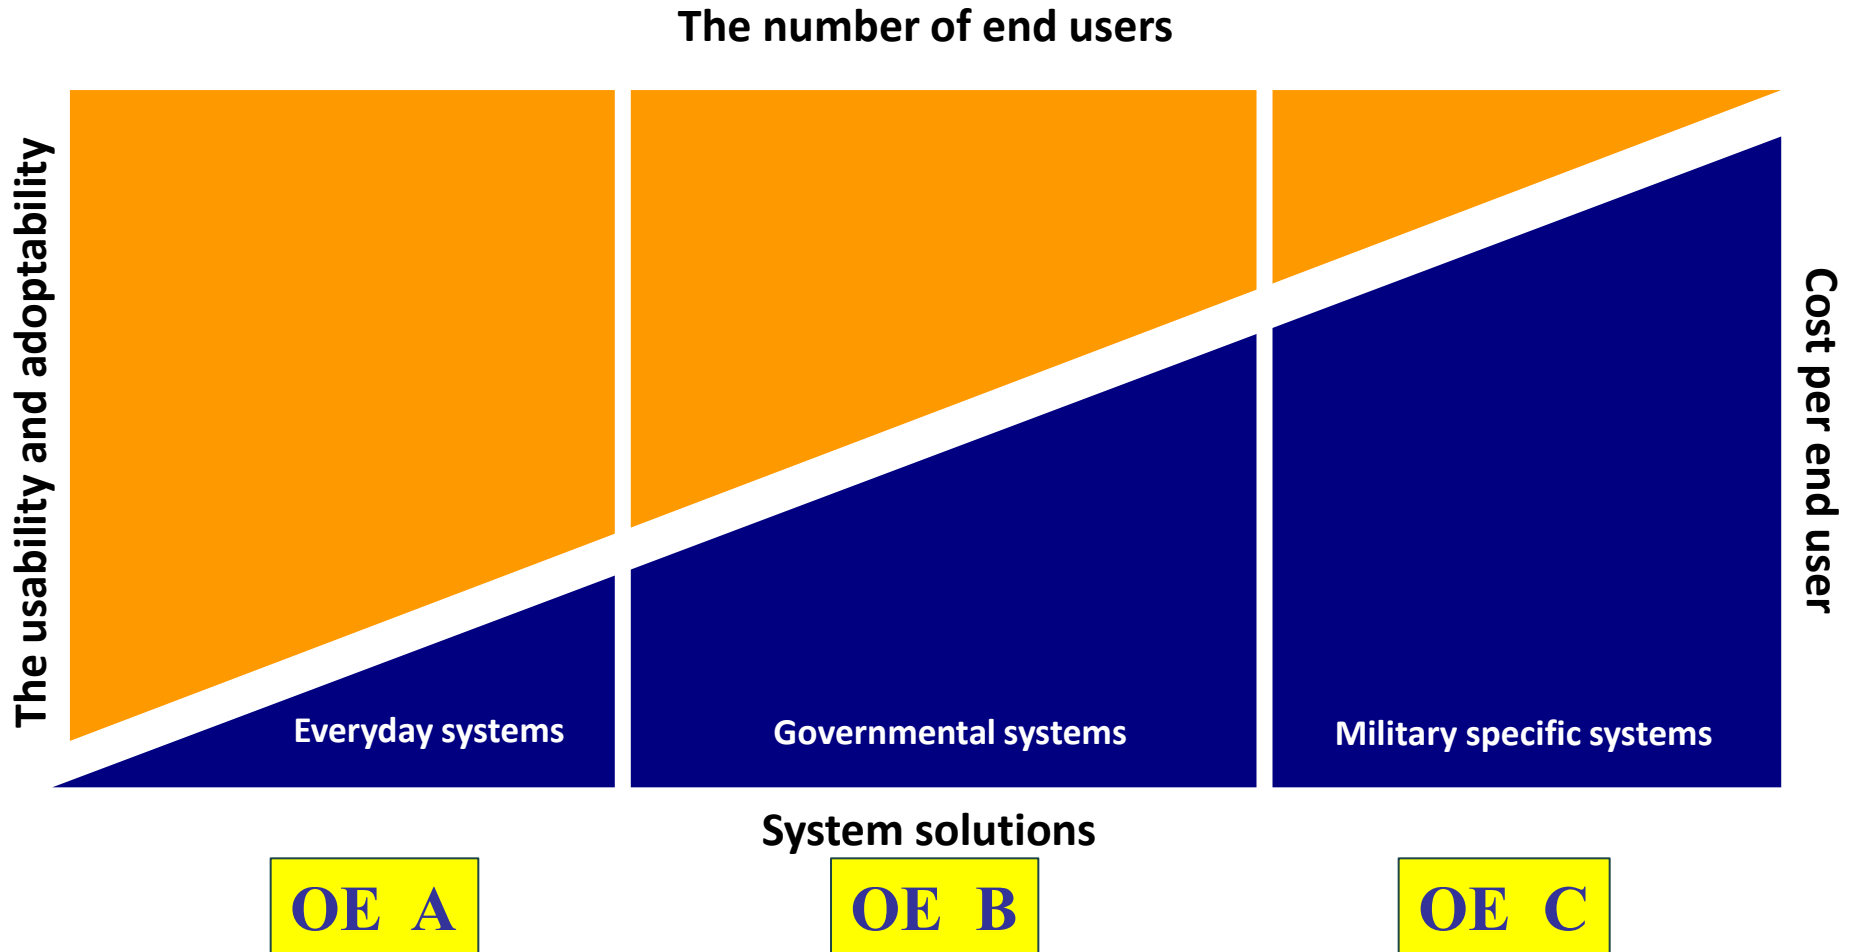 The number of end users
The usability and adoptability
Cost per end user
Everyday systems
Governmental systems
Military specific systems
System solutions
OE A
OE B
OE C